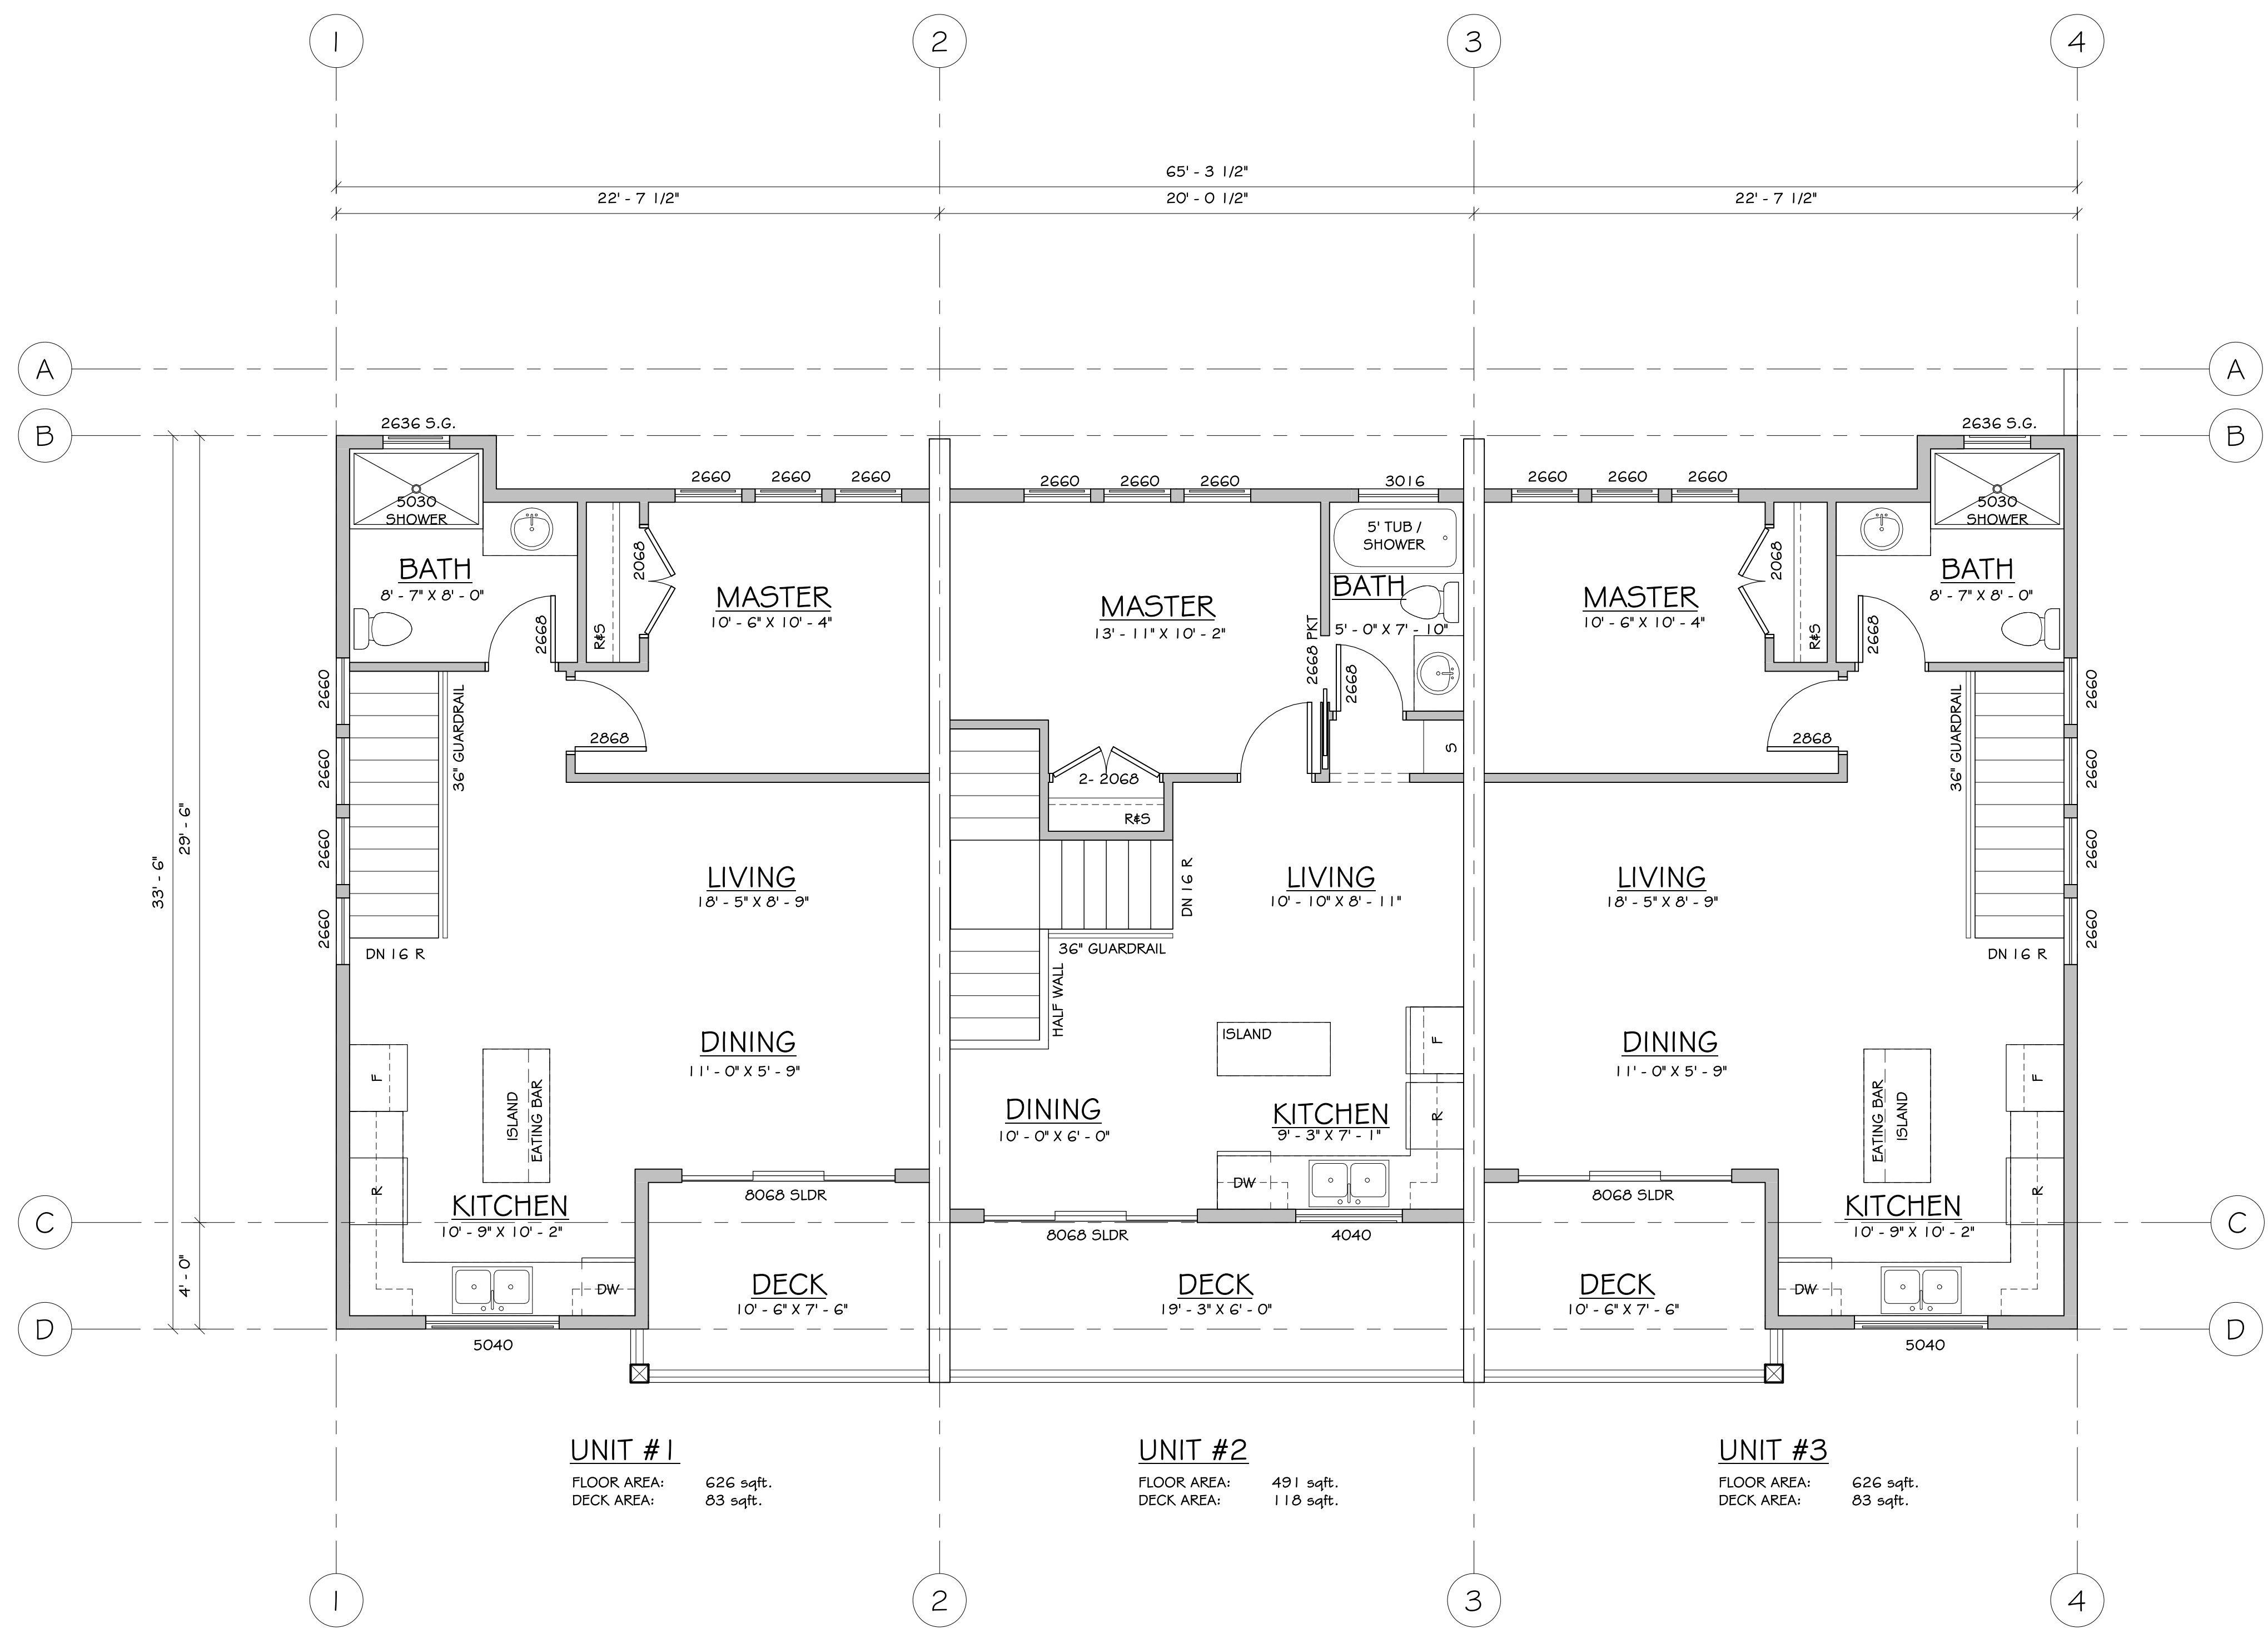 1 2 3 4
65' - 3 1/2"
22' - 7 1/2" 20' - 0 1/2" 22' - 7 1/2"
A A
B B
2636 S.G. 2636 S.G.
2660 2660 2660 2660 2660 2660 3016 2660 2660 2660
5030
SHOWER
5' TUB /
SHOWER
5030
SHOWER
BATH
8' - 7" X 8' - 0"
2668
2068
R&S
MASTER
10' - 6" X 10' - 4"
MASTER
13' - 11" X 10' - 2"
BATH
5' - 0" X 7' - 10"
2668 PKT
2668
MASTER
10' - 6" X 10' - 4"
2068
R&S
2668
BATH
8' - 7" X 8' - 0"
2660
2660
2660
2660
36" GUARDRAIL
2868
2- 2068
R&S
S
2868
36" GUARDRAIL
2660
2660
2660
2660
33' - 6"
29' - 6"
4' - 0"
LIVING
18' - 5" X 8' - 9"
DN 16 R
DN 16 R
36" GUARDRAIL
HALF WALL
LIVING
10' - 10" X 8' - 11"
LIVING
18' - 5" X 8' - 9"
DN 16 R
DINING
11' - 0" X 5' - 9"
F
R
ISLAND
EATING BAR
ISLAND
F
R
DINING
10' - 0" X 6' - 0"
KITCHEN
9' - 3" X 7' - 1"
DW
DINING
11' - 0" X 5' - 9"
EATING BAR
ISLAND
F
R
KITCHEN
10' - 9" X 10' - 2"
DW
8068 SLDR
8068 SLDR
4040
8068 SLDR
KITCHEN
10' - 9" X 10' - 2"
DW
C C
DECK
10' - 6" X 7' - 6"
DECK
19' - 3" X 6' - 0"
DECK
10' - 6" X 7' - 6"
D D
5040 5040
UNIT #1
FLOOR AREA: 626 sqft.
DECK AREA: 83 sqft.
UNIT #2
FLOOR AREA: 491 sqft.
DECK AREA: 118 sqft.
UNIT #3
FLOOR AREA: 626 sqft.
DECK AREA: 83 sqft.
1 2 3 4